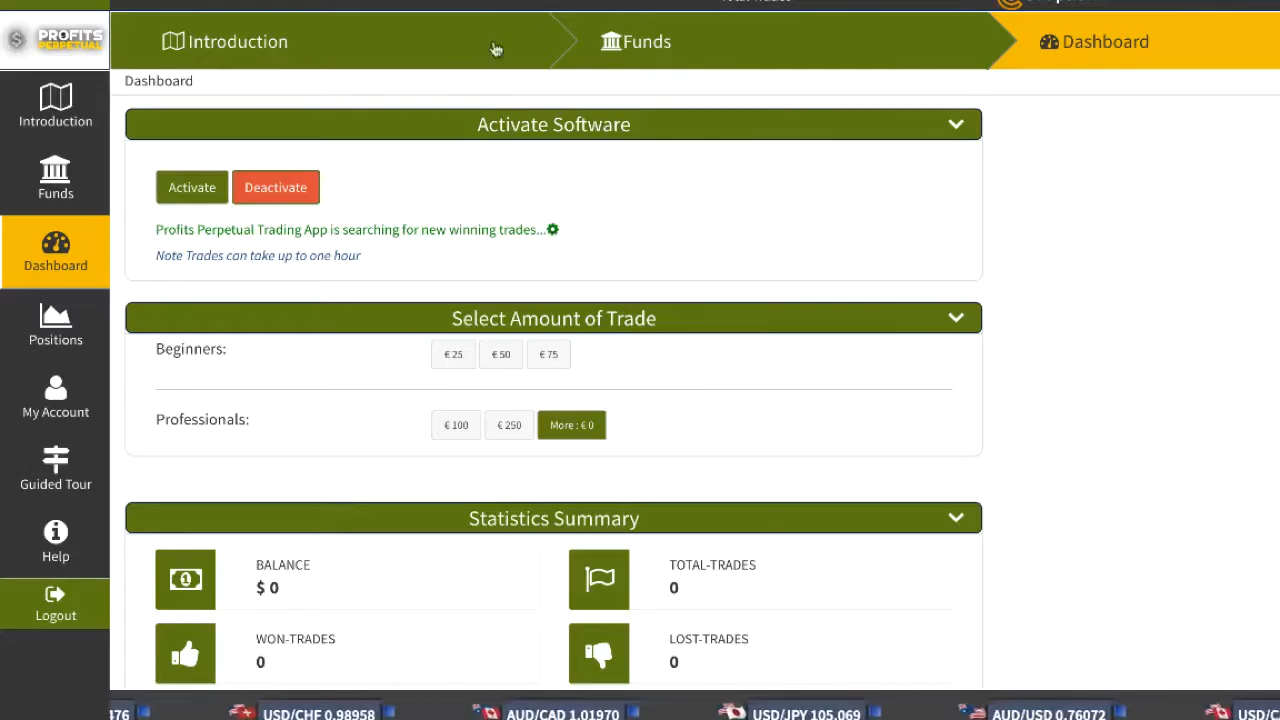 PROFITS
PERPETUAL
Introduction
Funds
Dashboard
Dashboard
Introduction
Funds
Dashboard
Positions
My Account
Guided Tour
Help
Logout
Activate Software
Activate
Deactivate
Profits Perpetual Trading App is searching for new winning trades...
Note Trades can take up to one hour
Select Amount of Trade
Beginners:
€ 25
€ 50
€ 75
Professionals:
€ 100
€ 250
More : € 0
Statistics Summary
BALANCE
$ 0
TOTAL-TRADES
0
WON-TRADES
0
LOST-TRADES
0
476
USD/CHF 0.98958
AUD/CAD 1.01970
USD/JPY 105.069
AUD/USD 0.76072
USD/C